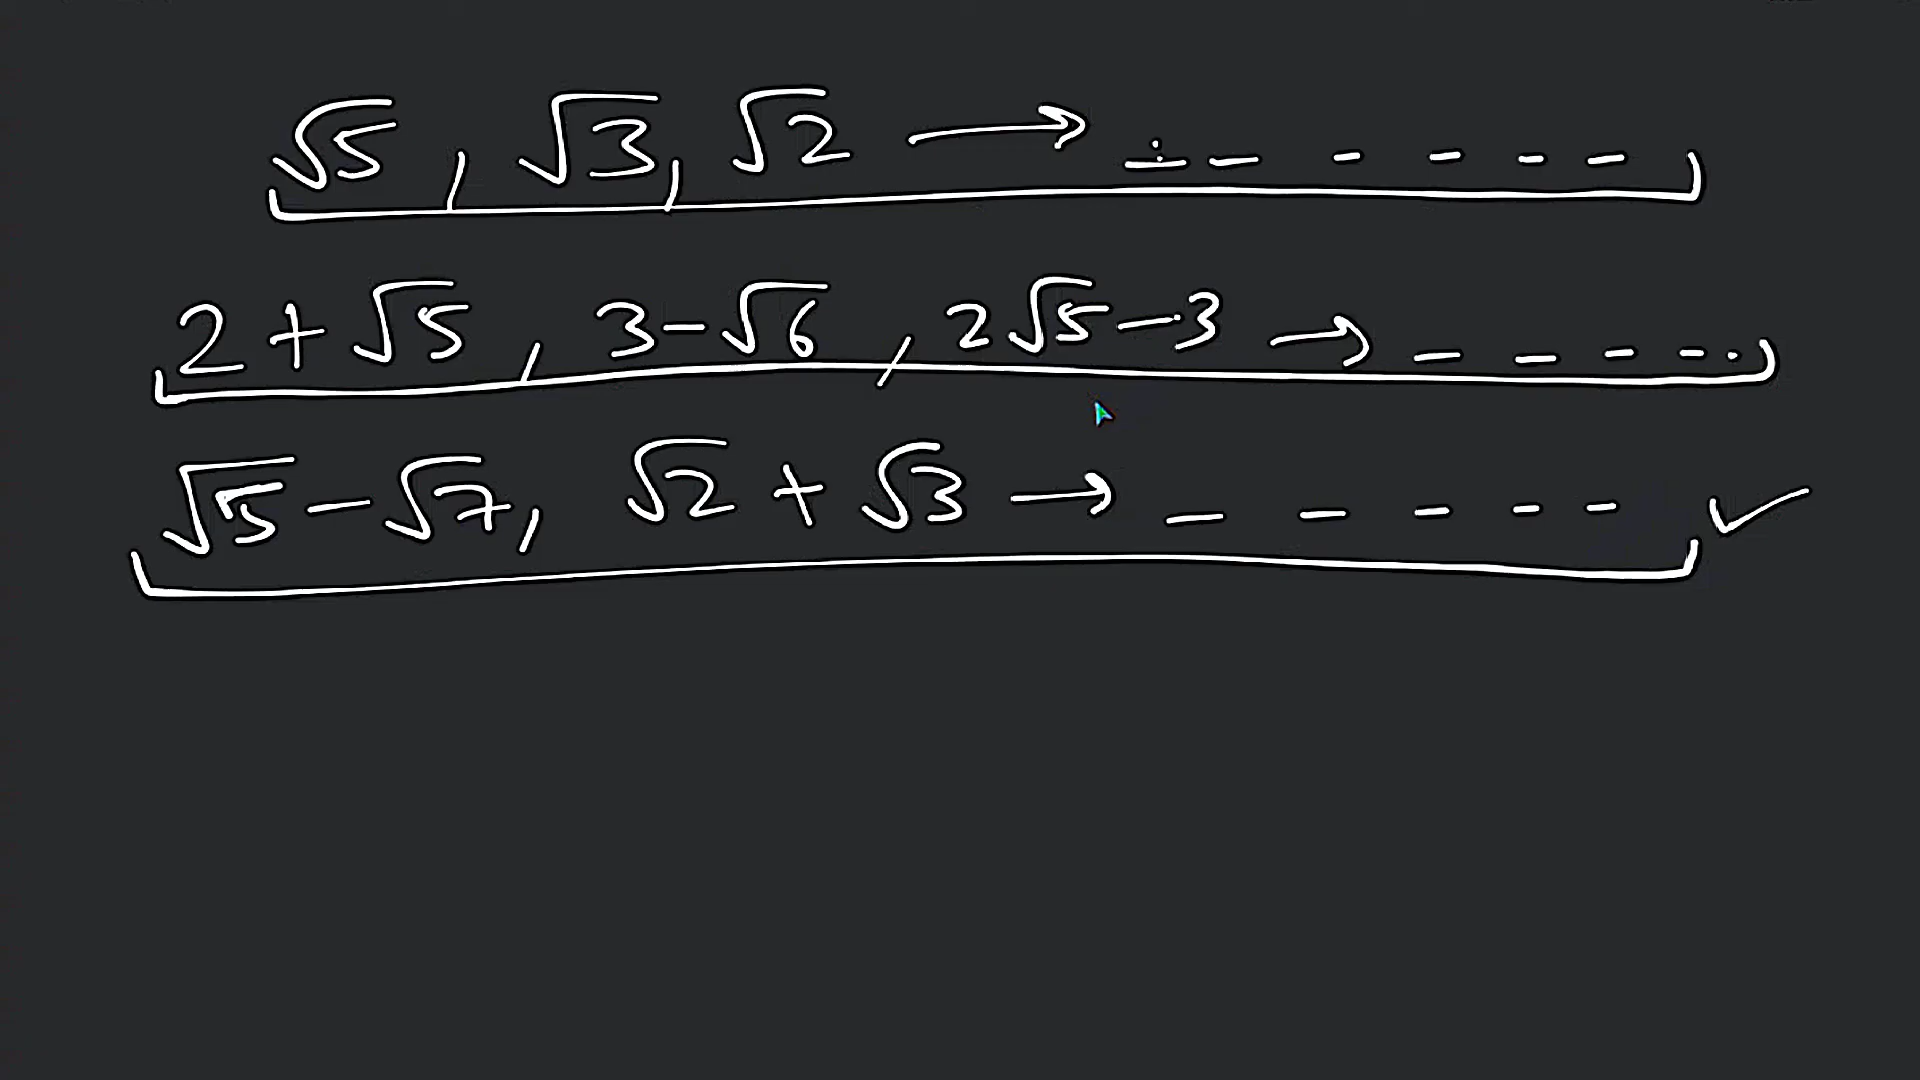 √5, √3, √2 → - - - - - -
2 + √5, 3 - √6, 2√5 - 3 → - - - - .
√5 - √7, √2 + √3 → - - - - - ✓